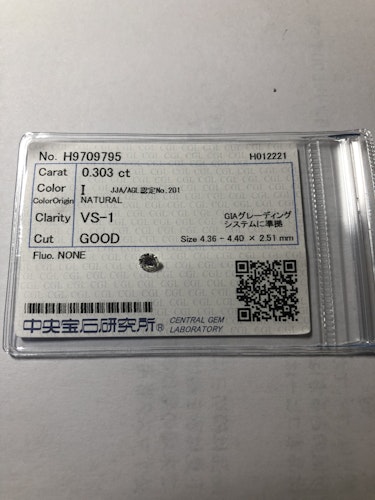 No. H9709795 H012221
Carat 0.303 ct
Color I JJA/AGL認定No.201
ColorOrigin NATURAL
Clarity VS-1 GIAグレーディング
システムに準拠
Cut GOOD Size 4.36 - 4.40 × 2.51 mm
Fluo. NONE
中央宝石研究所® CENTRAL GEM
LABORATORY